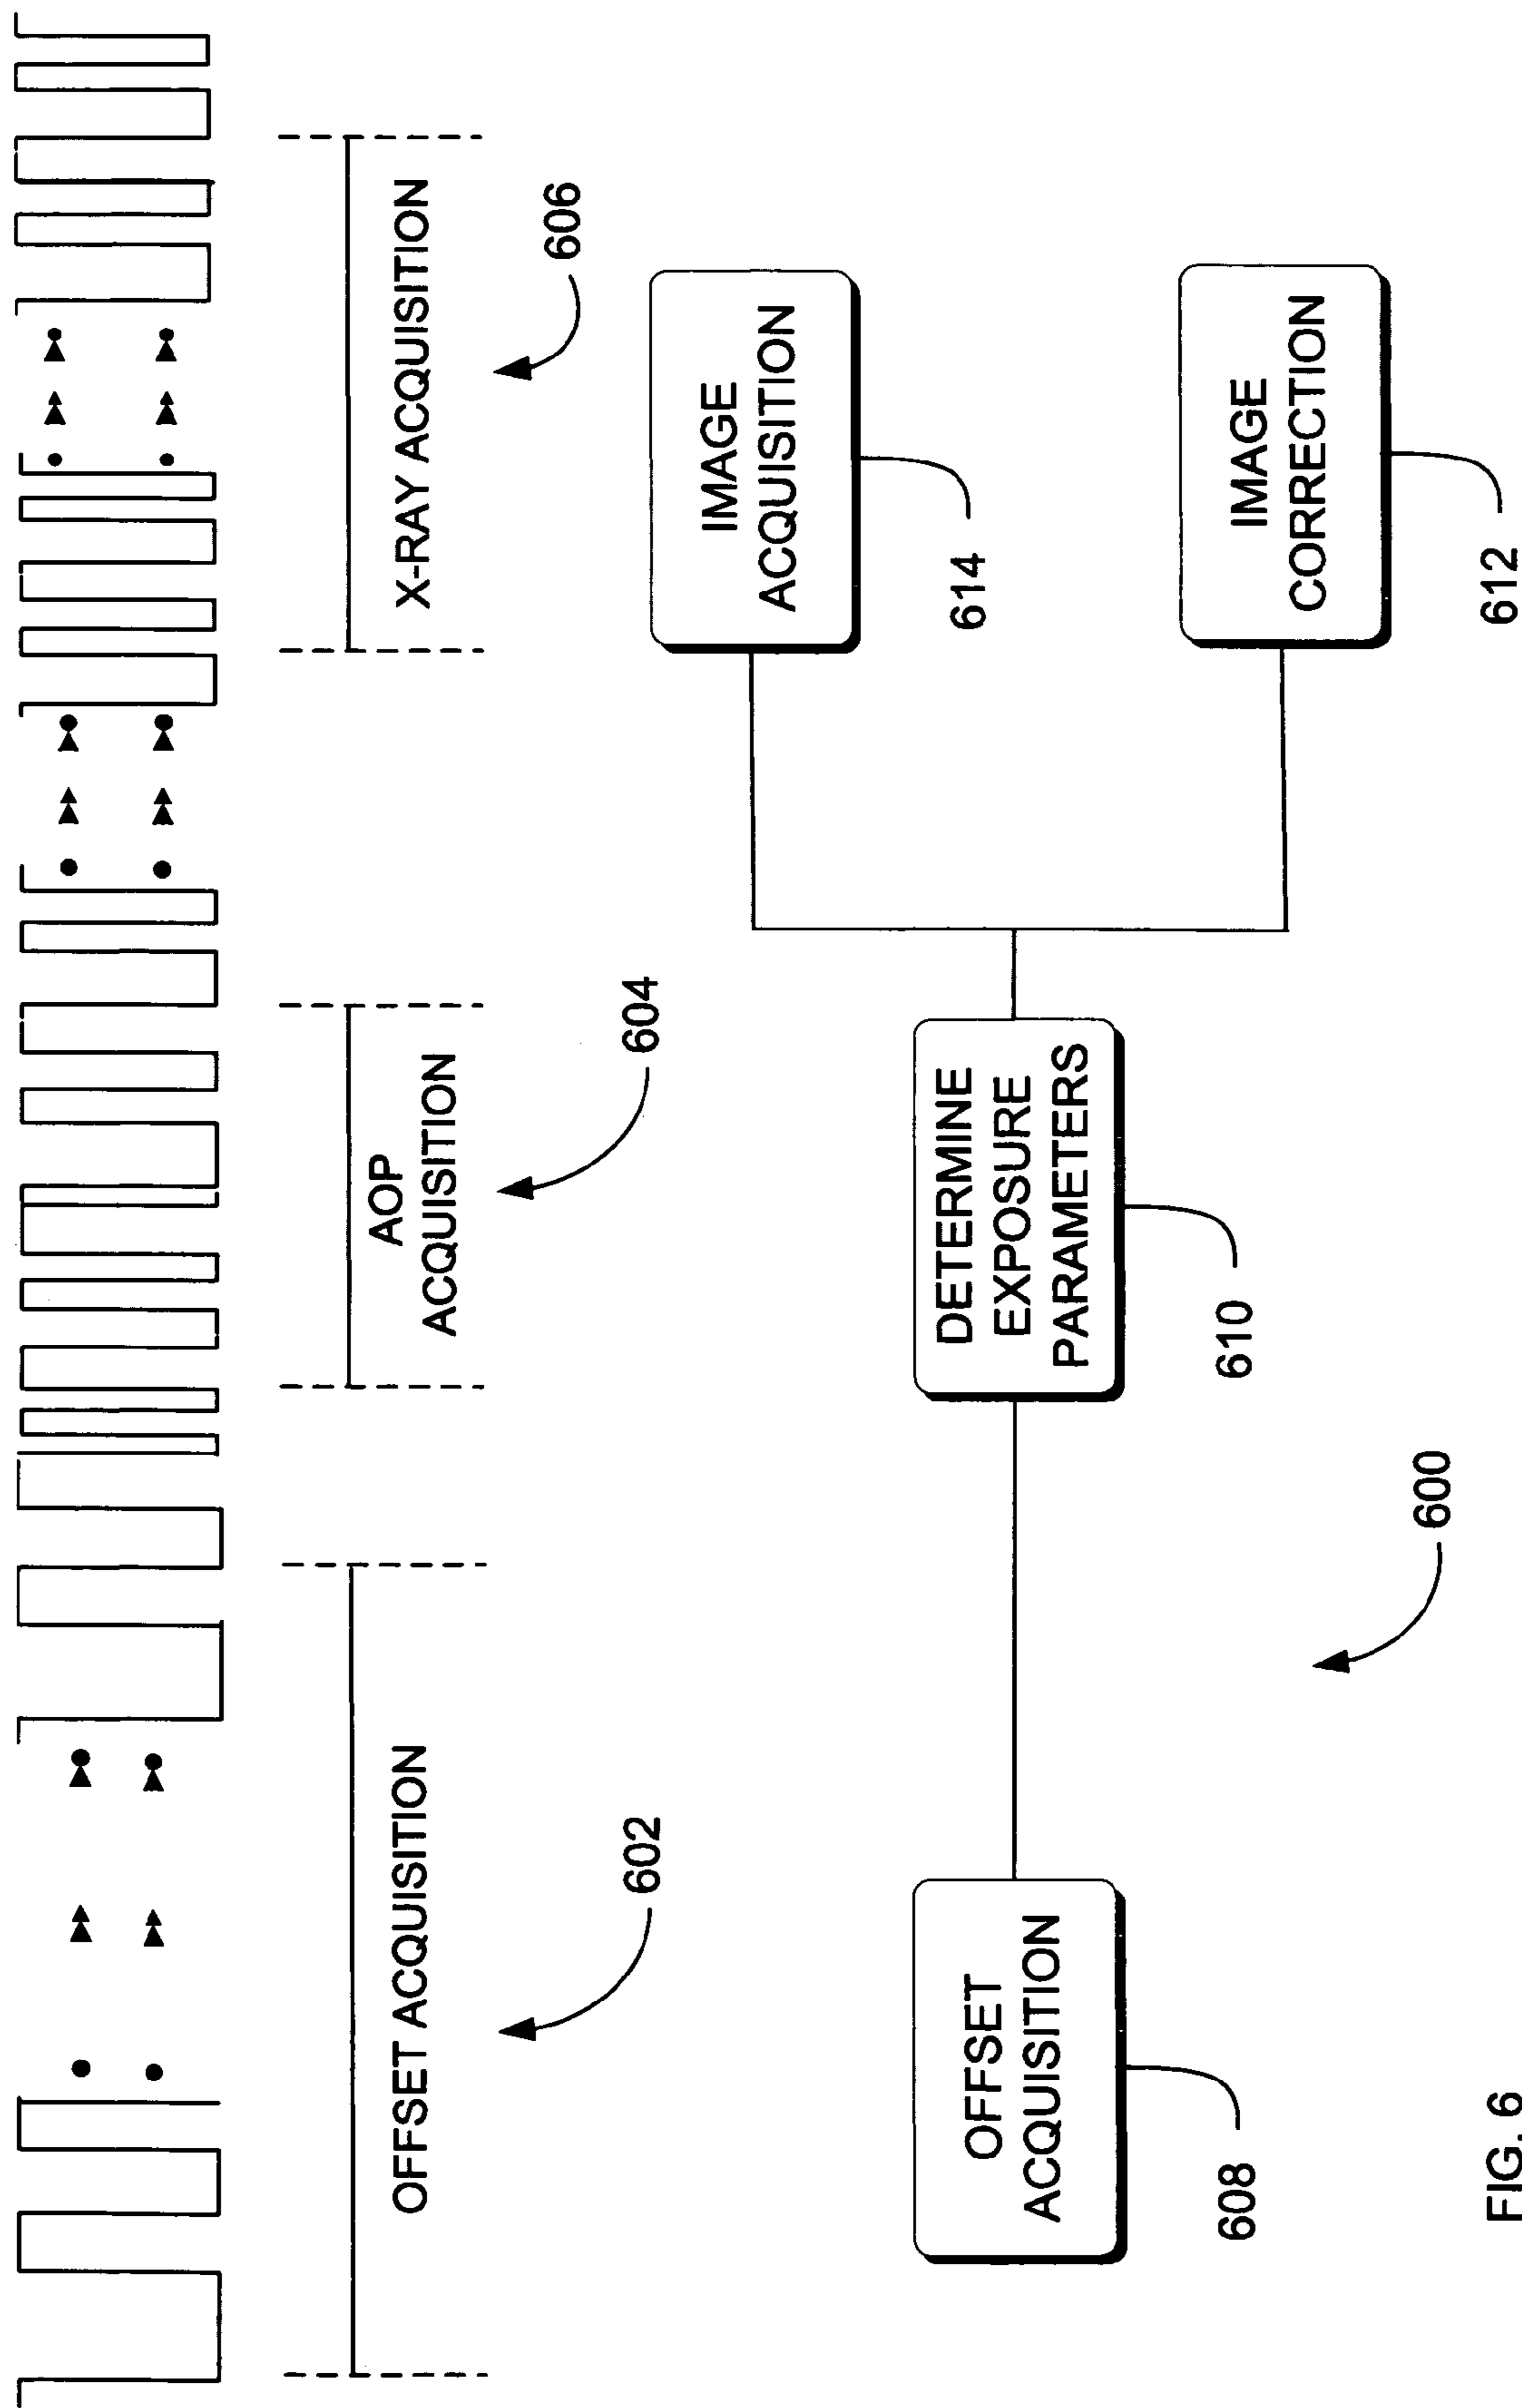 OFFSET ACQUISITION
602
AOP
ACQUISITION
604
X-RAY ACQUISITION
606
OFFSET
ACQUISITION
608
DETERMINE
EXPOSURE
PARAMETERS
610
IMAGE
ACQUISITION
614
IMAGE
CORRECTION
612
600
FIG. 6